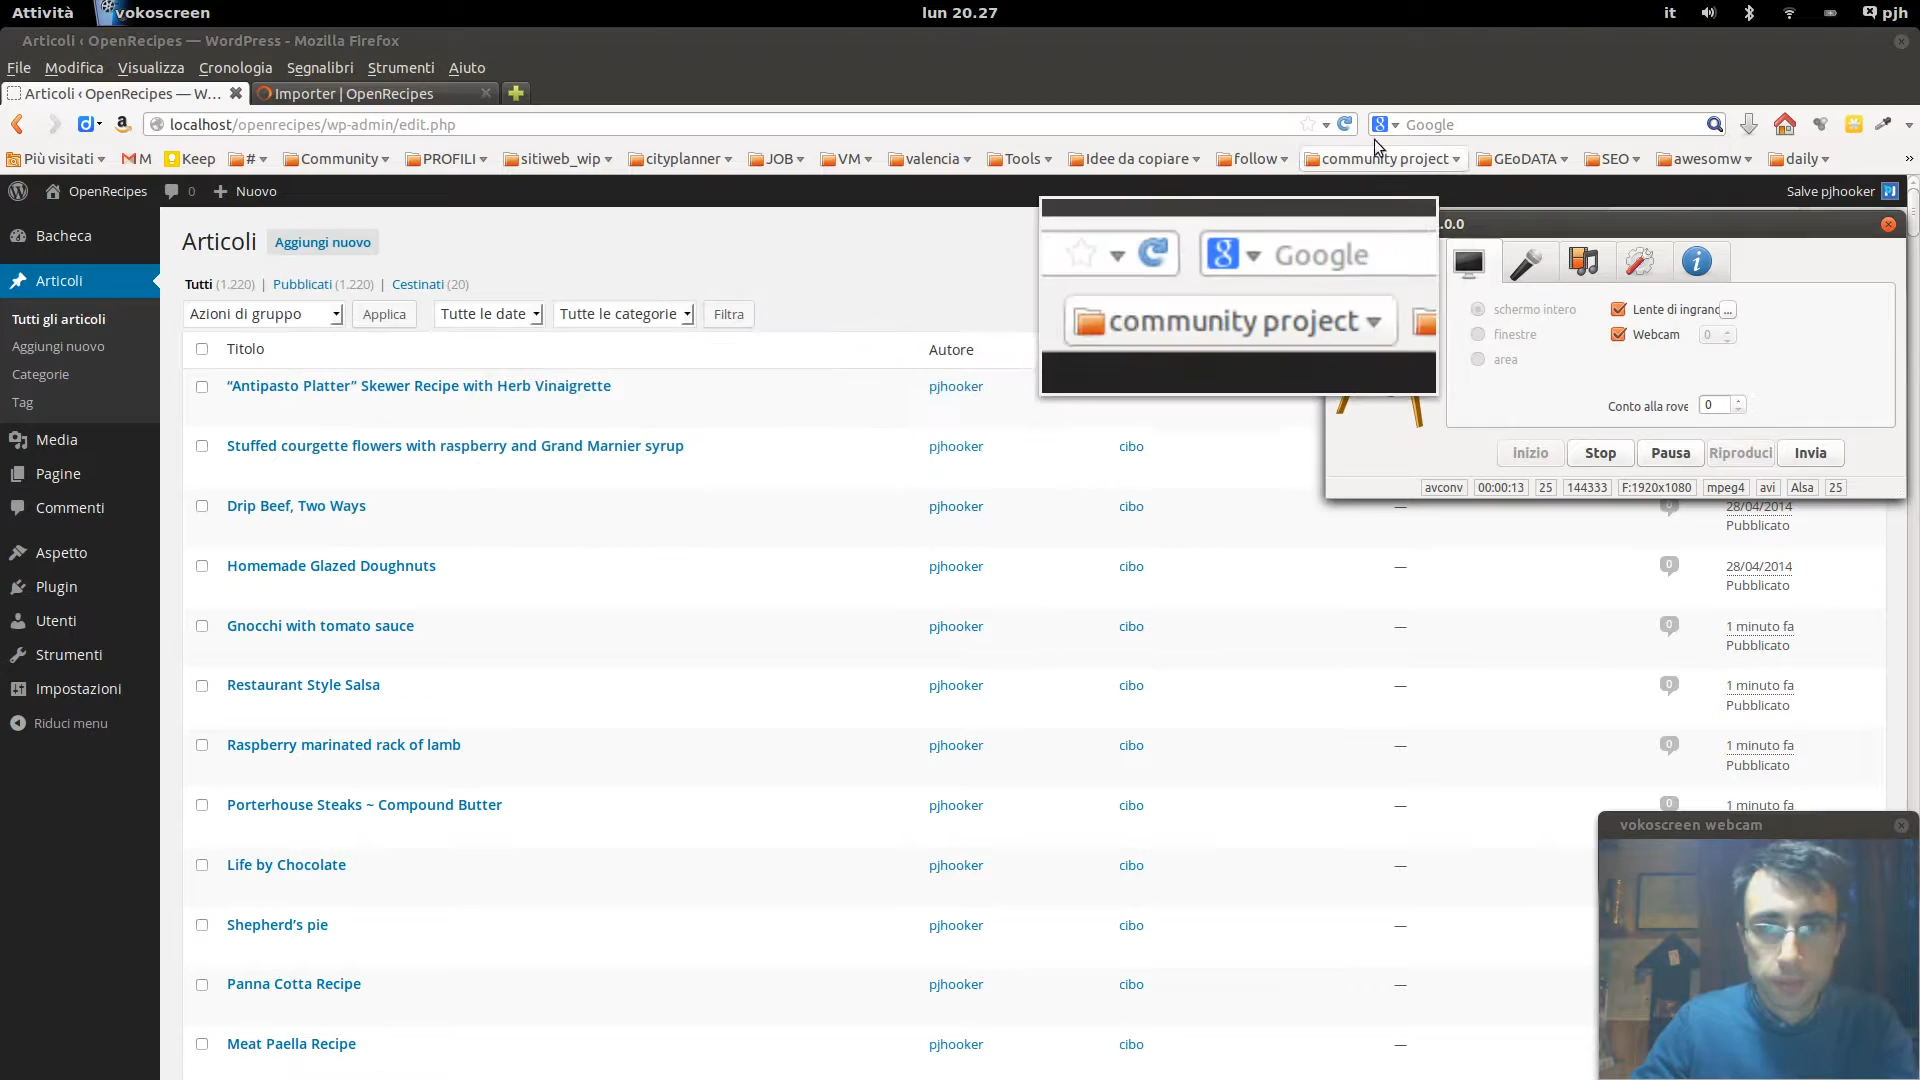 Attività vokoscreen lun 20.27 it pjh
Articoli ‹ OpenRecipes — WordPress - Mozilla Firefox
File Modifica Visualizza Cronologia Segnalibri Strumenti Aiuto
Articoli ‹ OpenRecipes — W... Importer | OpenRecipes
localhost/openrecipes/wp-admin/edit.php Google
Più visitati M Keep # Community PROFILI sitiweb_wip cityplanner JOB VM valencia Tools Idee da copiare follow community project GEoDATA SEO awesomw daily »
OpenRecipes 0 Nuovo Salve pjhooker
Bacheca
Articoli
Tutti gli articoli
Aggiungi nuovo
Categorie
Tag
Media
Pagine
Commenti
Aspetto
Plugin
Utenti
Strumenti
Impostazioni
Riduci menu
Articoli Aggiungi nuovo
Tutti (1.220) | Pubblicati (1.220) | Cestinati (20)
Azioni di gruppo Applica Tutte le date Tutte le categorie Filtra
Titolo Autore
“Antipasto Platter” Skewer Recipe with Herb Vinaigrette pjhooker
Stuffed courgette flowers with raspberry and Grand Marnier syrup pjhooker cibo
Drip Beef, Two Ways pjhooker cibo — 28/04/2014
Pubblicato
Homemade Glazed Doughnuts pjhooker cibo — 0 28/04/2014
Pubblicato
Gnocchi with tomato sauce pjhooker cibo — 0 1 minuto fa
Pubblicato
Restaurant Style Salsa pjhooker cibo — 0 1 minuto fa
Pubblicato
Raspberry marinated rack of lamb pjhooker cibo — 0 1 minuto fa
Pubblicato
Porterhouse Steaks ~ Compound Butter pjhooker cibo — 0 1 minuto fa
Life by Chocolate pjhooker cibo —
Shepherd’s pie pjhooker cibo —
Panna Cotta Recipe pjhooker cibo —
Meat Paella Recipe pjhooker cibo —
Google
community project
.0.0
schermo intero Lente di ingranc ...
finestre Webcam 0
area
Conto alla rove 0
Inizio Stop Pausa Riproduci Invia
avconv 00:00:13 25 144333 F:1920x1080 mpeg4 avi Alsa 25
vokoscreen webcam